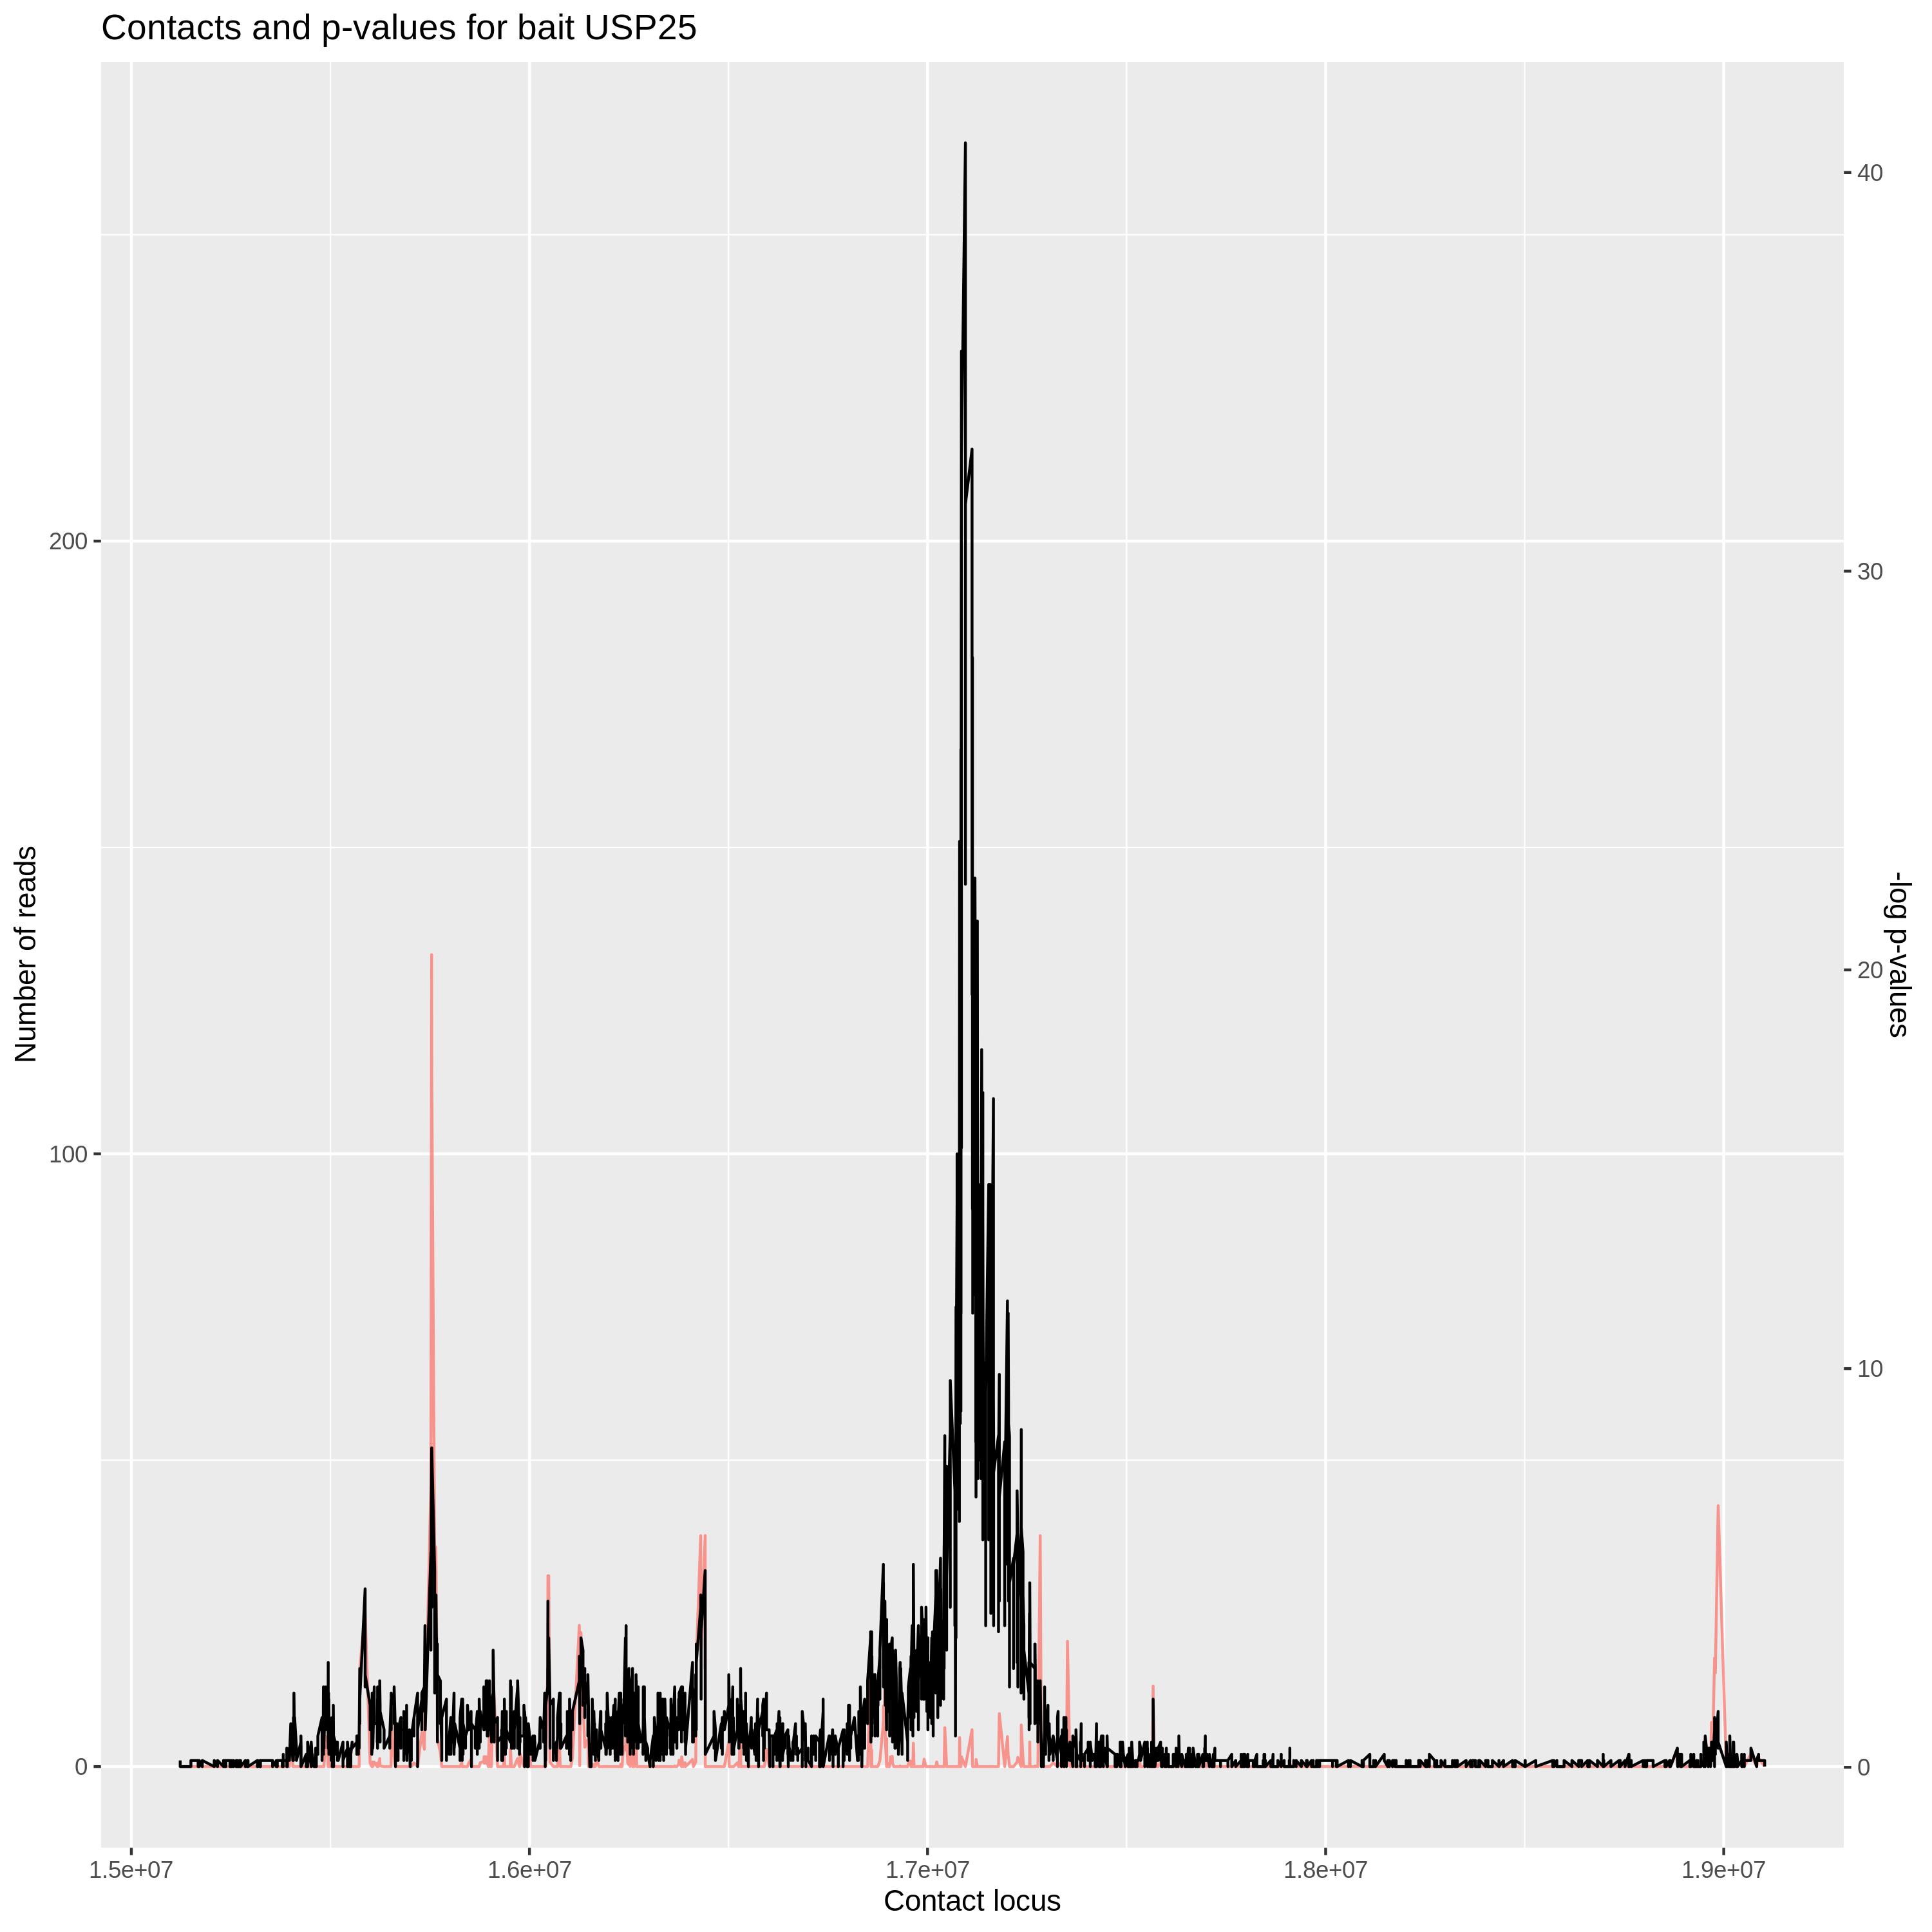 Contacts and p-values for bait USP25
Number of reads
200
100
0
40
30
20
10
0
-log p-values
1.5e+07
1.6e+07
1.7e+07
1.8e+07
1.9e+07
Contact locus